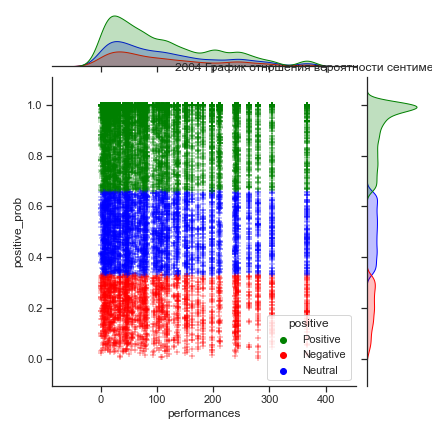 2004 График отншения вероятности сентиме
1.0
0.8
0.6
0.4
0.2
0.0
positive_prob
positive
Positive
Negative
Neutral
0
100
200
300
400
performances